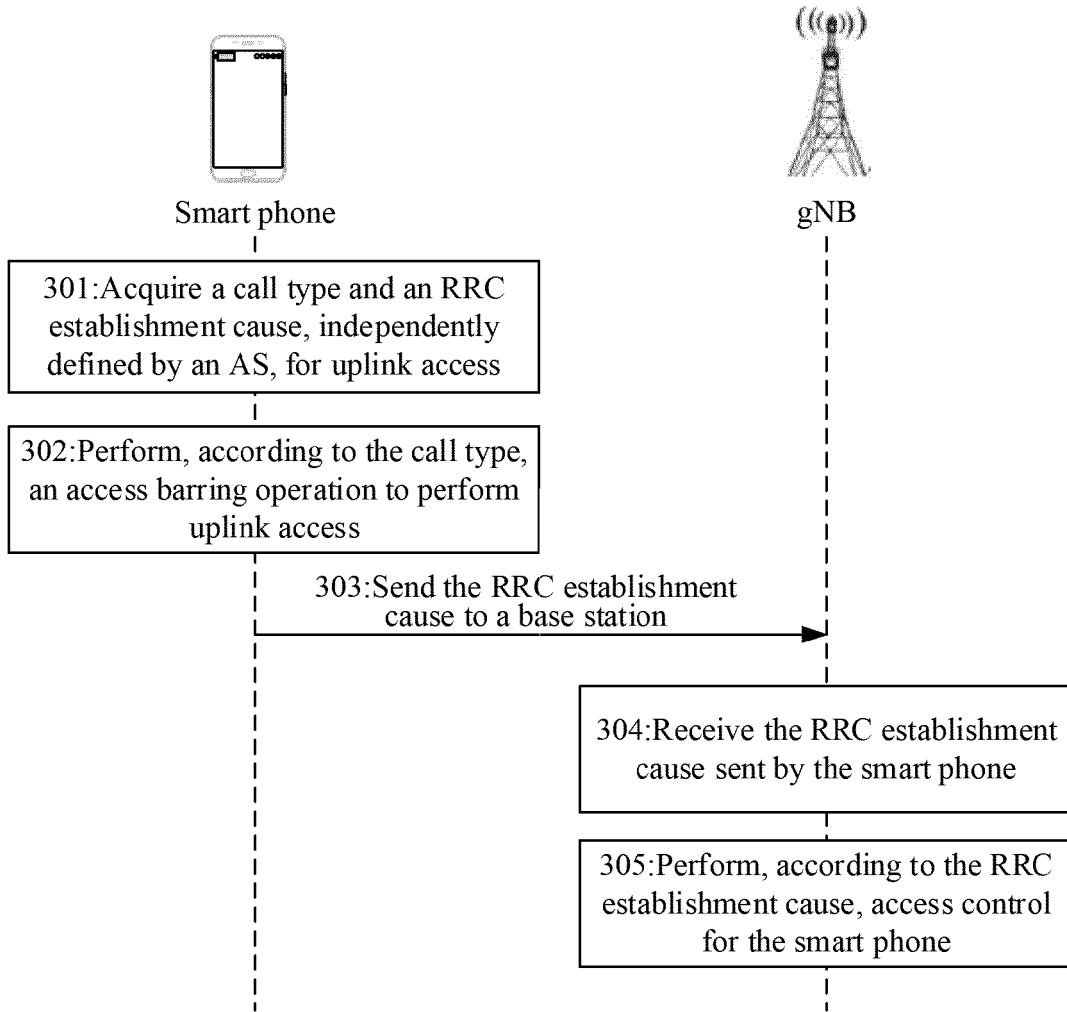 Smart phone
gNB
301:Acquire a call type and an RRC
establishment cause, independently
defined by an AS, for uplink access
302:Perform, according to the call type,
an access barring operation to perform
uplink access
303:Send the RRC establishment
cause to a base station
304:Receive the RRC establishment
cause sent by the smart phone
305:Perform, according to the RRC
establishment cause, access control
for the smart phone